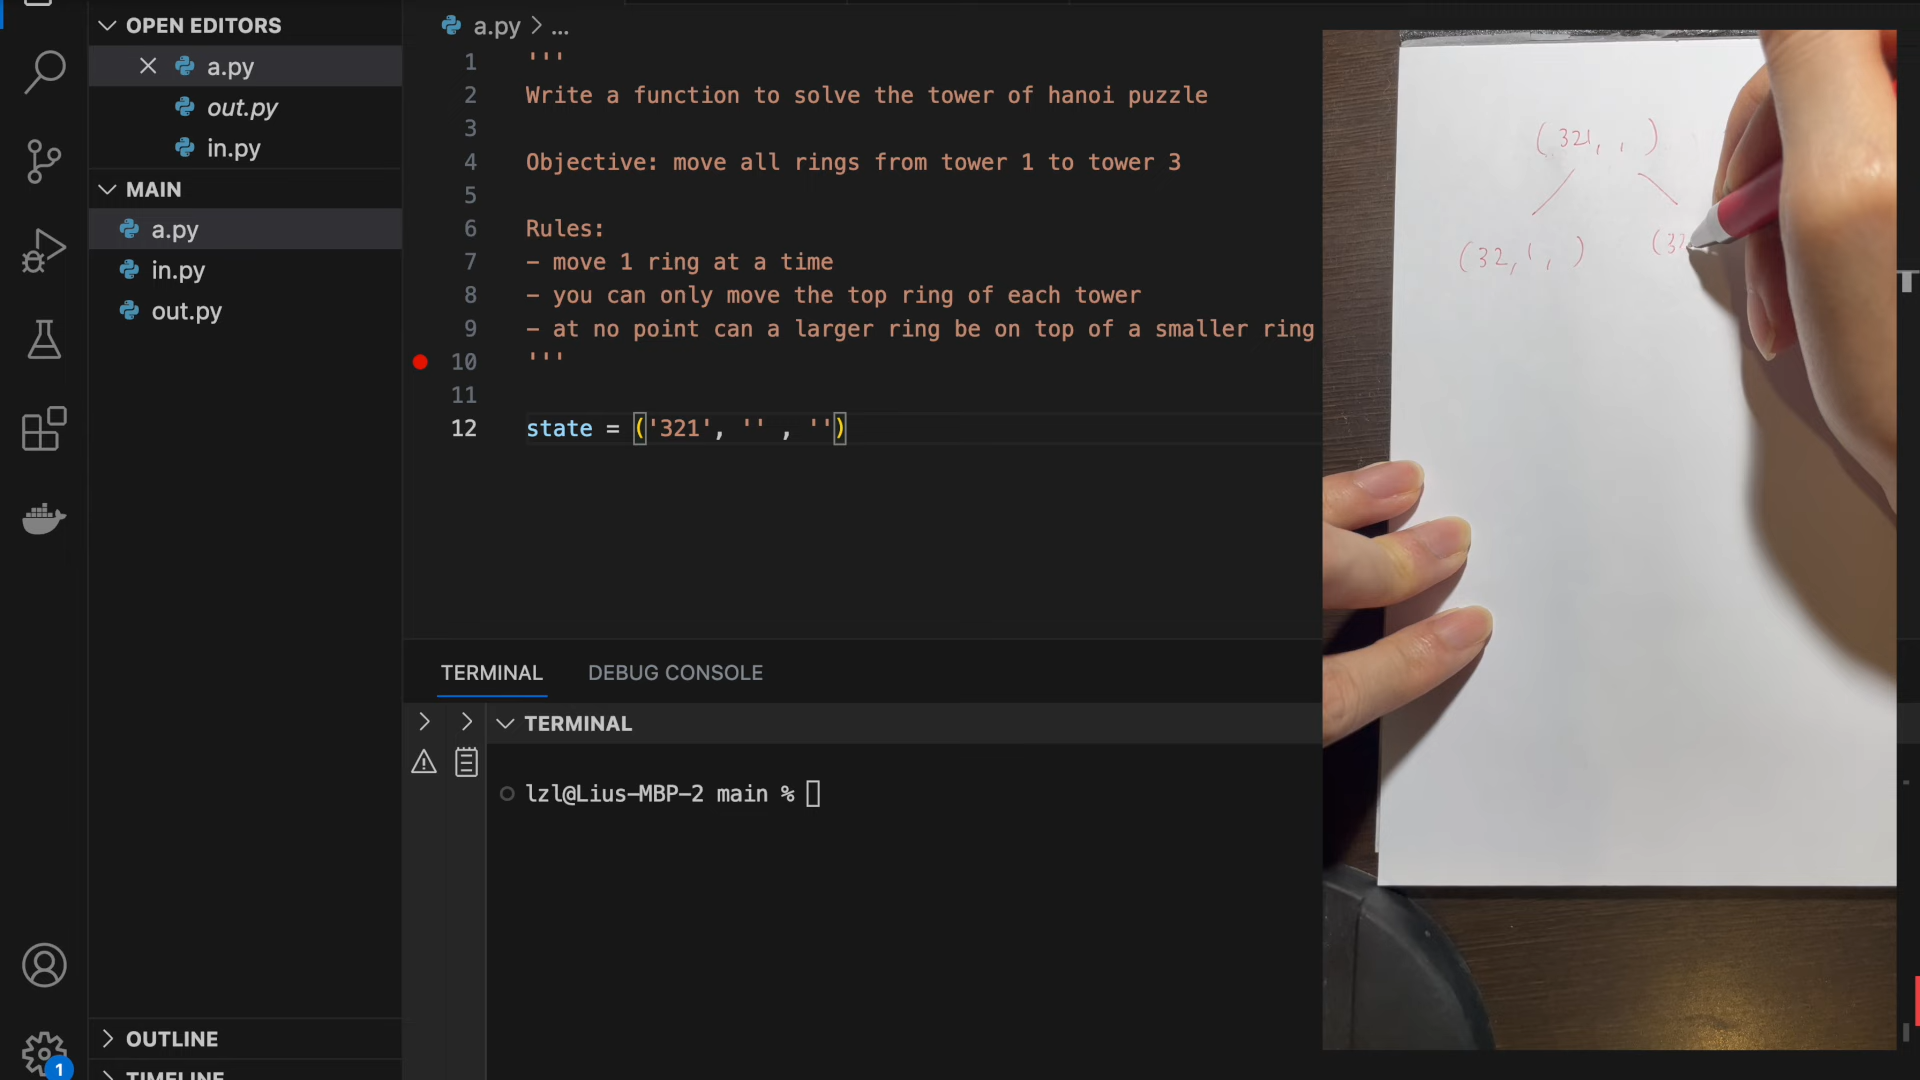 OPEN EDITORS
a.py
out.py
in.py
MAIN
a.py
in.py
out.py
OUTLINE
TIMELINE
1
a.py > ...
1 '''
2 Write a function to solve the tower of hanoi puzzle
3
4 Objective: move all rings from tower 1 to tower 3
5
6 Rules:
7 - move 1 ring at a time
8 - you can only move the top ring of each tower
9 - at no point can a larger ring be on top of a smaller ring
10 '''
11
12 state = ('321', '' , '')
TERMINAL DEBUG CONSOLE
TERMINAL
lzl@Lius-MBP-2 main %
(321, , )
(32, 1, ) (32